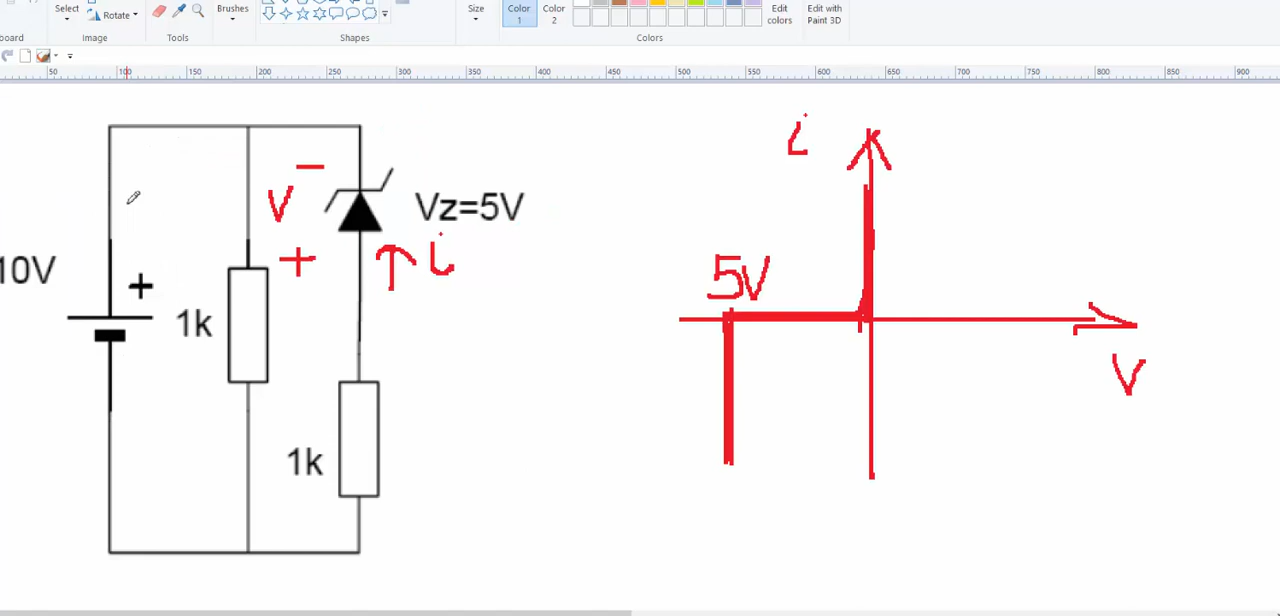 Select
Rotate
Brushes
Size
Color
1
Color
2
Edit
colors
Edit with
Paint 3D
oard
Image
Tools
Shapes
Colors
50
100
150
200
250
300
350
400
450
500
550
600
650
700
750
800
850
900
i
V
−
+
Vz=5V
i
10V
+
1k
1k
5V
V